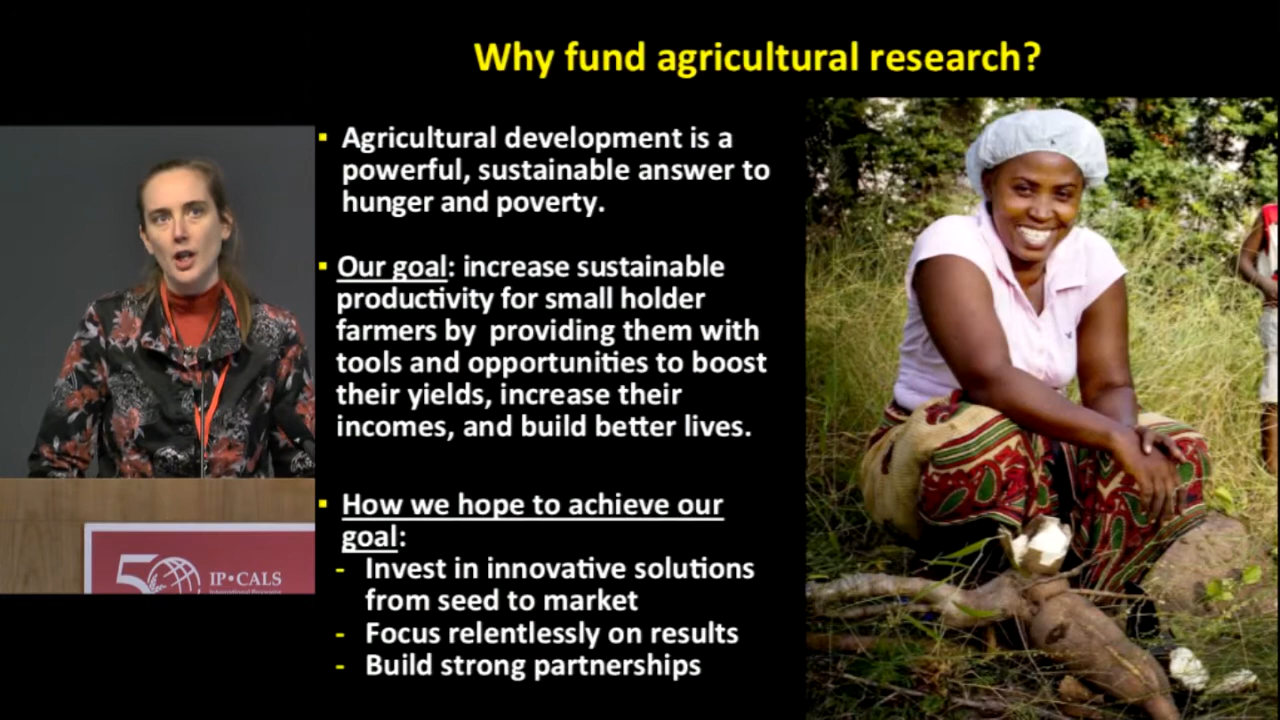 Why fund agricultural research?
▪ Agricultural development is a
powerful, sustainable answer to
hunger and poverty.
▪ Our goal: increase sustainable
productivity for small holder
farmers by providing them with
tools and opportunities to boost
their yields, increase their
incomes, and build better lives.
▪ How we hope to achieve our
goal:
- Invest in innovative solutions
from seed to market
- Focus relentlessly on results
- Build strong partnerships
50 IP•CALS